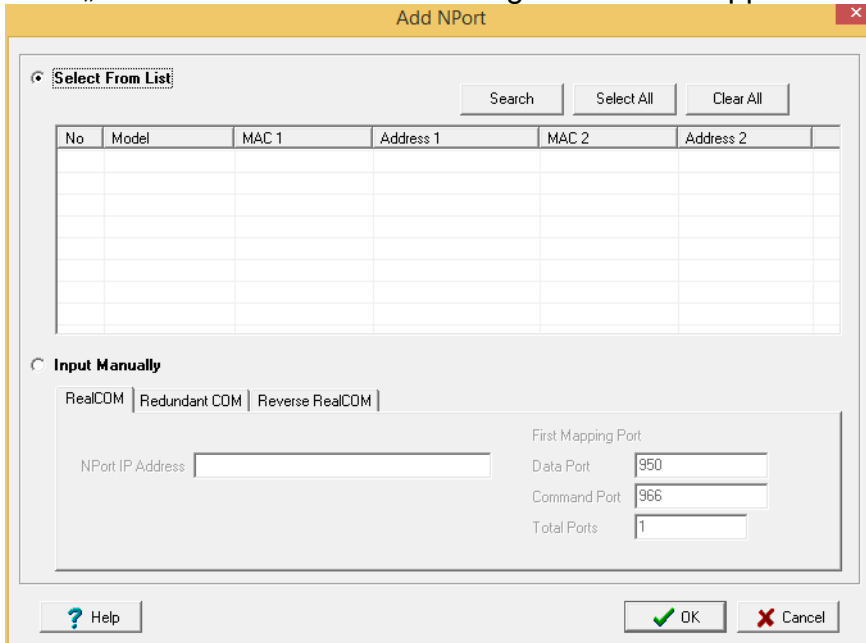 Add NPort
Select From List
Search Select All Clear All
No Model MAC 1 Address 1 MAC 2 Address 2
Input Manually
RealCOM Redundant COM Reverse RealCOM
First Mapping Port
NPort IP Address Data Port 950
Command Port 966
Total Ports 1
? Help OK Cancel